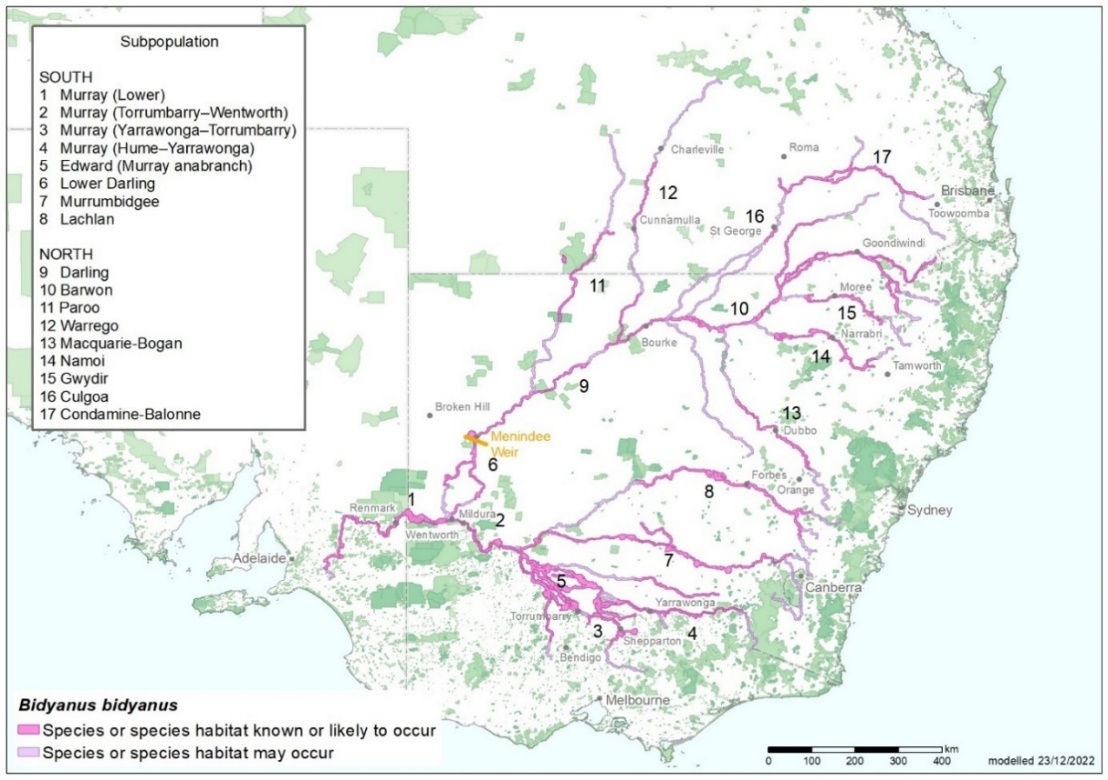 Subpopulation
SOUTH
1 Murray (Lower)
2 Murray (Torrumbarry–Wentworth)
3 Murray (Yarrawonga–Torrumbarry)
4 Murray (Hume–Yarrawonga)
5 Edward (Murray anabranch)
6 Lower Darling
7 Murrumbidgee
8 Lachlan
NORTH
9 Darling
10 Barwon
11 Paroo
12 Warrego
13 Macquarie-Bogan
14 Namoi
15 Gwydir
16 Culgoa
17 Condamine-Balonne
Charleville
Roma
17
12
Brisbane
Toowoomba
Cunnamulla
16
St George
Goondiwindi
11
Moree
10
15
Bourke
Narrabri
14
Tamworth
9
Broken Hill
13
Dubbo
Menindee
Weir
6
Forbes
8
Orange
1
Renmark
Mildura
2
Wentworth
Sydney
Adelaide
7
5
Canberra
Yarrawonga
Torrumbarry
3
4
Shepparton
Bendigo
Melbourne
Bidyanus bidyanus
Species or species habitat known or likely to occur
Species or species habitat may occur
km
0 100 200 300 400
modelled 23/12/2022